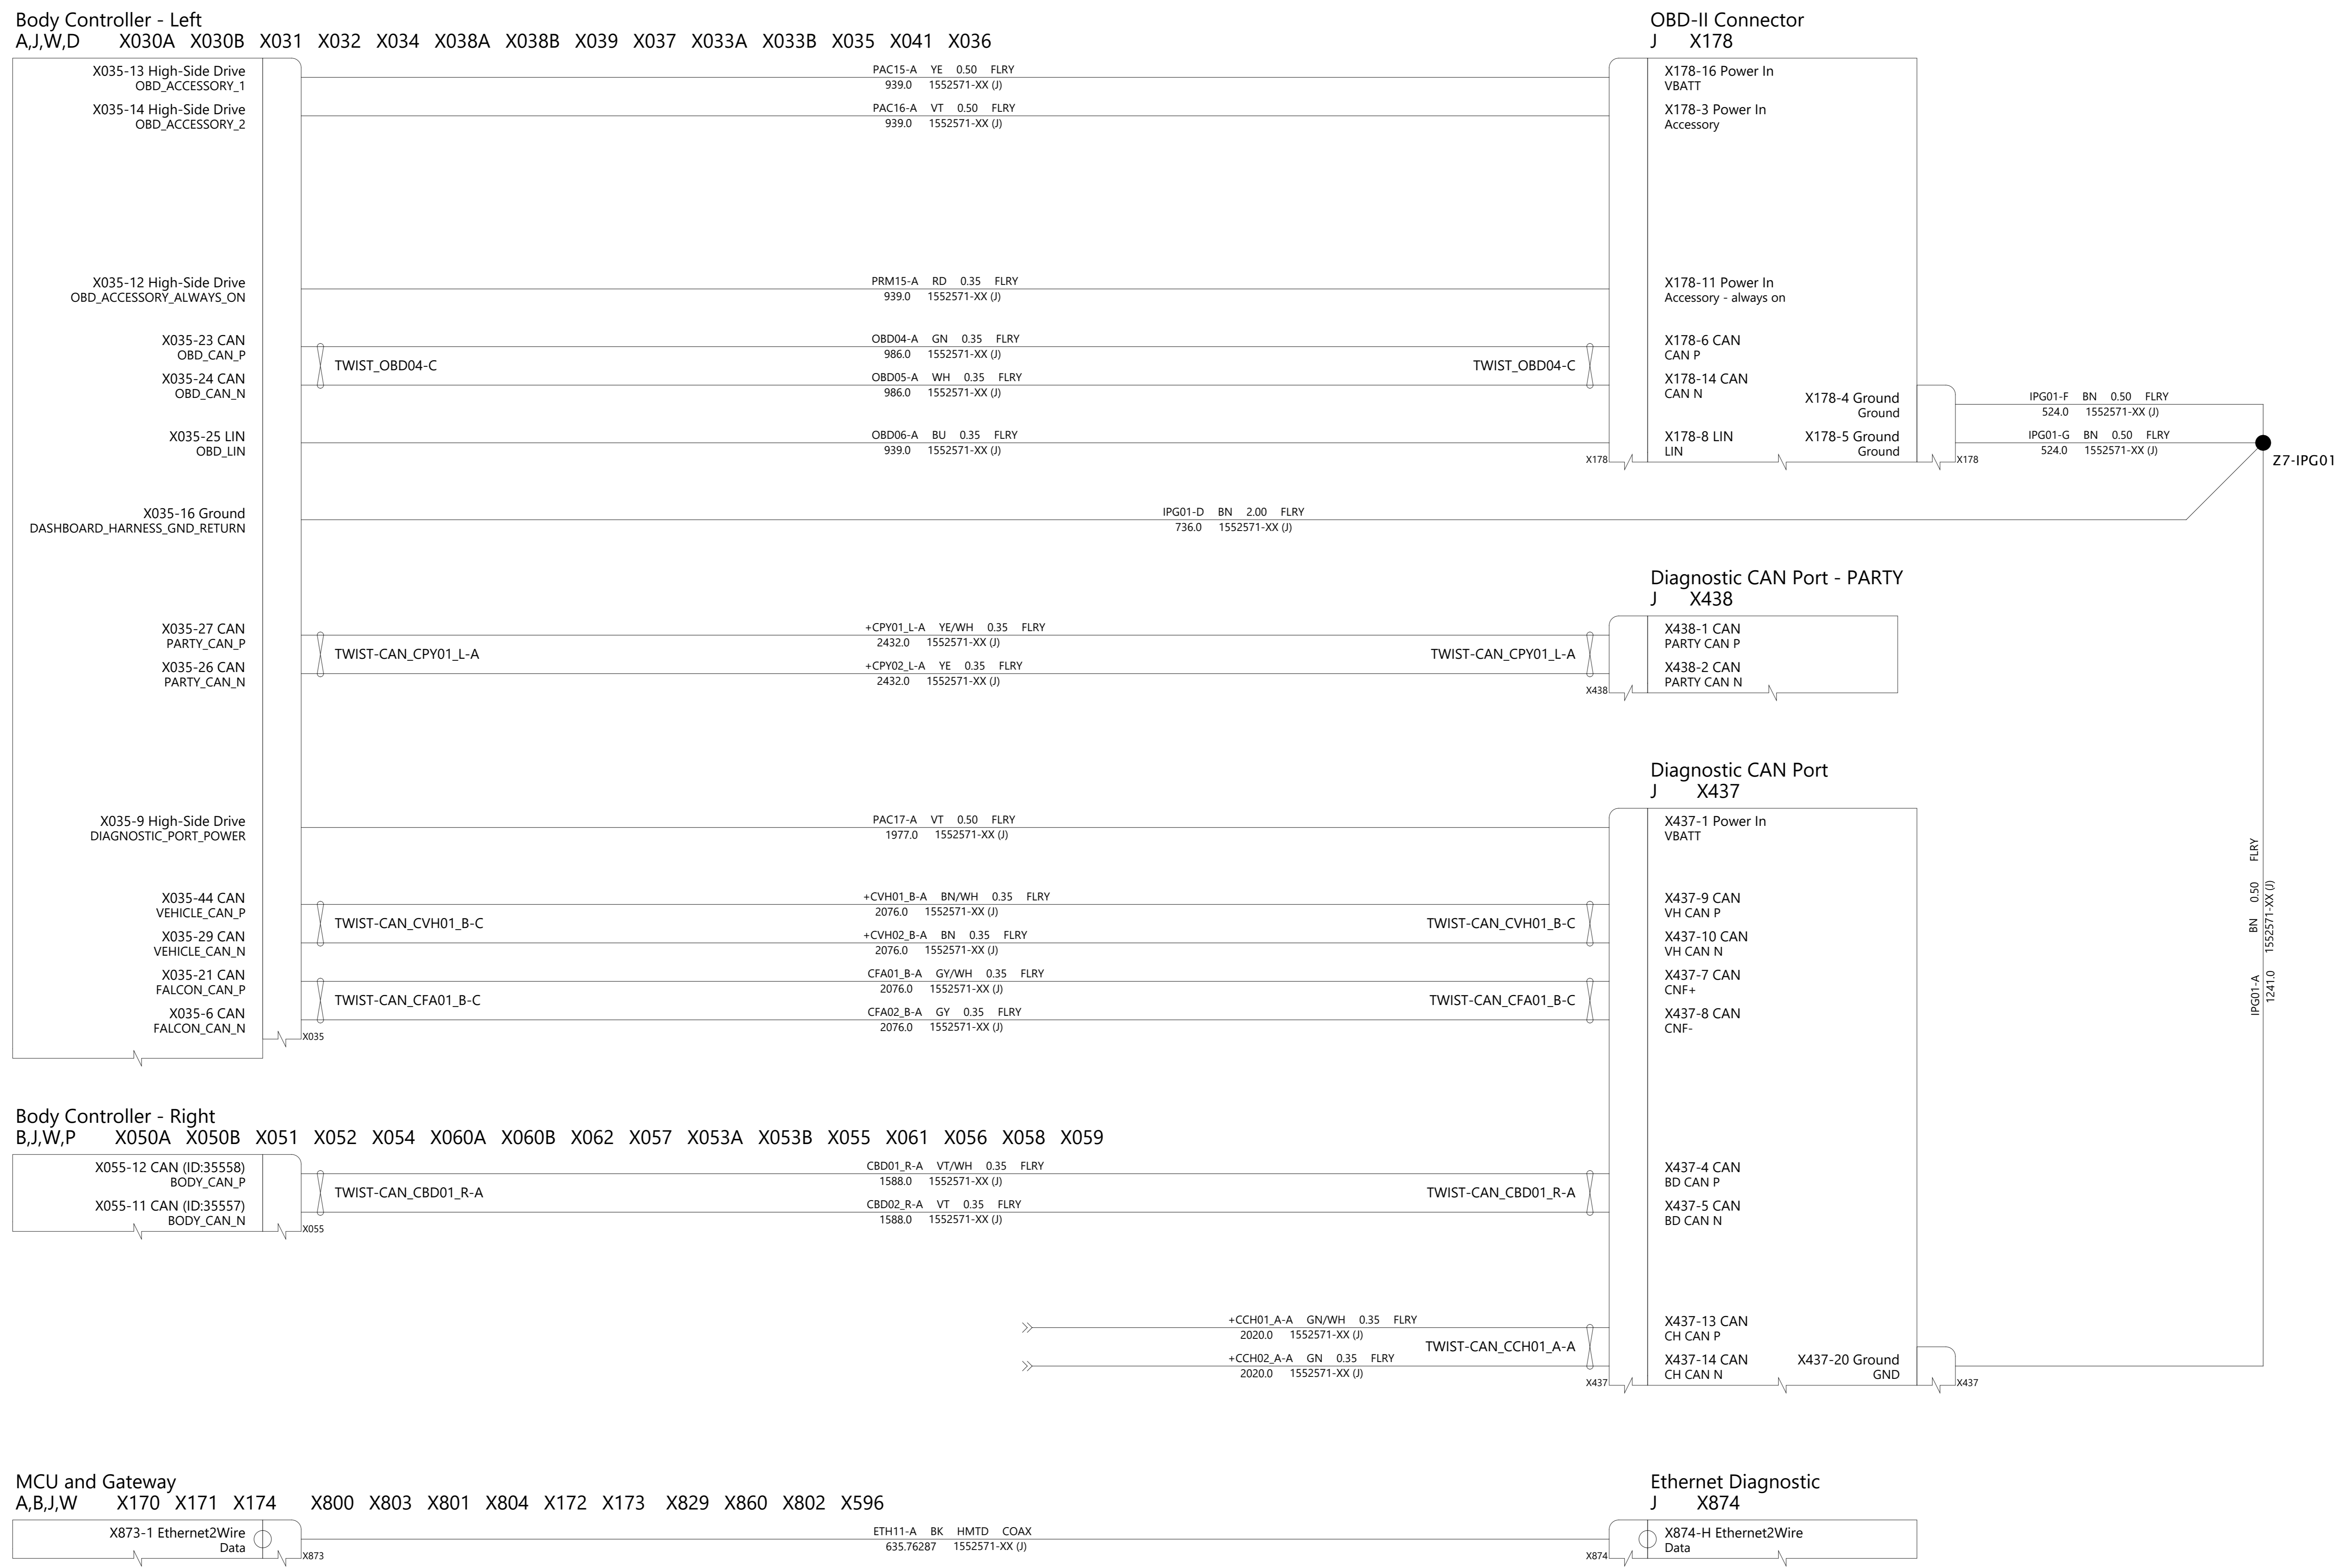 Body Controller - Left
A,J,W,D X030A X030B X031 X032 X034 X038A X038B X039 X037 X033A X033B X035 X041 X036
OBD-II Connector
J X178
X035-13 High-Side Drive
OBD_ACCESSORY_1
PAC15-A YE 0.50 FLRY
939.0 1552571-XX (J)
X178-16 Power In
VBATT
X035-14 High-Side Drive
OBD_ACCESSORY_2
PAC16-A VT 0.50 FLRY
939.0 1552571-XX (J)
X178-3 Power In
Accessory
X035-12 High-Side Drive
OBD_ACCESSORY_ALWAYS_ON
PRM15-A RD 0.35 FLRY
939.0 1552571-XX (J)
X178-11 Power In
Accessory - always on
X035-23 CAN
OBD_CAN_P
OBD04-A GN 0.35 FLRY
986.0 1552571-XX (J)
X178-6 CAN
CAN P
TWIST_OBD04-C
TWIST_OBD04-C
X035-24 CAN
OBD_CAN_N
OBD05-A WH 0.35 FLRY
986.0 1552571-XX (J)
X178-14 CAN
CAN N
X178-4 Ground
Ground
IPG01-F BN 0.50 FLRY
524.0 1552571-XX (J)
X035-25 LIN
OBD_LIN
OBD06-A BU 0.35 FLRY
939.0 1552571-XX (J)
X178-8 LIN
LIN
X178-5 Ground
Ground
IPG01-G BN 0.50 FLRY
524.0 1552571-XX (J)
X178
X178
Z7-IPG01
X035-16 Ground
DASHBOARD_HARNESS_GND_RETURN
IPG01-D BN 2.00 FLRY
736.0 1552571-XX (J)
Diagnostic CAN Port - PARTY
J X438
X035-27 CAN
PARTY_CAN_P
+CPY01_L-A YE/WH 0.35 FLRY
2432.0 1552571-XX (J)
X438-1 CAN
PARTY CAN P
TWIST-CAN_CPY01_L-A
TWIST-CAN_CPY01_L-A
X035-26 CAN
PARTY_CAN_N
+CPY02_L-A YE 0.35 FLRY
2432.0 1552571-XX (J)
X438-2 CAN
PARTY CAN N
X438
Diagnostic CAN Port
J X437
X035-9 High-Side Drive
DIAGNOSTIC_PORT_POWER
PAC17-A VT 0.50 FLRY
1977.0 1552571-XX (J)
X437-1 Power In
VBATT
IPG01-A BN 0.50 FLRY
1241.0 1552571-XX (J)
X035-44 CAN
VEHICLE_CAN_P
+CVH01_B-A BN/WH 0.35 FLRY
2076.0 1552571-XX (J)
X437-9 CAN
VH CAN P
TWIST-CAN_CVH01_B-C
TWIST-CAN_CVH01_B-C
X035-29 CAN
VEHICLE_CAN_N
+CVH02_B-A BN 0.35 FLRY
2076.0 1552571-XX (J)
X437-10 CAN
VH CAN N
X035-21 CAN
FALCON_CAN_P
CFA01_B-A GY/WH 0.35 FLRY
2076.0 1552571-XX (J)
X437-7 CAN
CNF+
TWIST-CAN_CFA01_B-C
TWIST-CAN_CFA01_B-C
X035-6 CAN
FALCON_CAN_N
CFA02_B-A GY 0.35 FLRY
2076.0 1552571-XX (J)
X437-8 CAN
CNF-
X035
Body Controller - Right
B,J,W,P X050A X050B X051 X052 X054 X060A X060B X062 X057 X053A X053B X055 X061 X056 X058 X059
X055-12 CAN (ID:35558)
BODY_CAN_P
CBD01_R-A VT/WH 0.35 FLRY
1588.0 1552571-XX (J)
X437-4 CAN
BD CAN P
TWIST-CAN_CBD01_R-A
TWIST-CAN_CBD01_R-A
X055-11 CAN (ID:35557)
BODY_CAN_N
CBD02_R-A VT 0.35 FLRY
1588.0 1552571-XX (J)
X437-5 CAN
BD CAN N
X055
+CCH01_A-A GN/WH 0.35 FLRY
2020.0 1552571-XX (J)
X437-13 CAN
CH CAN P
TWIST-CAN_CCH01_A-A
+CCH02_A-A GN 0.35 FLRY
2020.0 1552571-XX (J)
X437-14 CAN
CH CAN N
X437-20 Ground
GND
X437
X437
MCU and Gateway
A,B,J,W X170 X171 X174 X800 X803 X801 X804 X172 X173 X829 X860 X802 X596
Ethernet Diagnostic
J X874
X873-1 Ethernet2Wire
Data
ETH11-A BK HMTD COAX
635.76287 1552571-XX (J)
X874-H Ethernet2Wire
Data
X873
X874